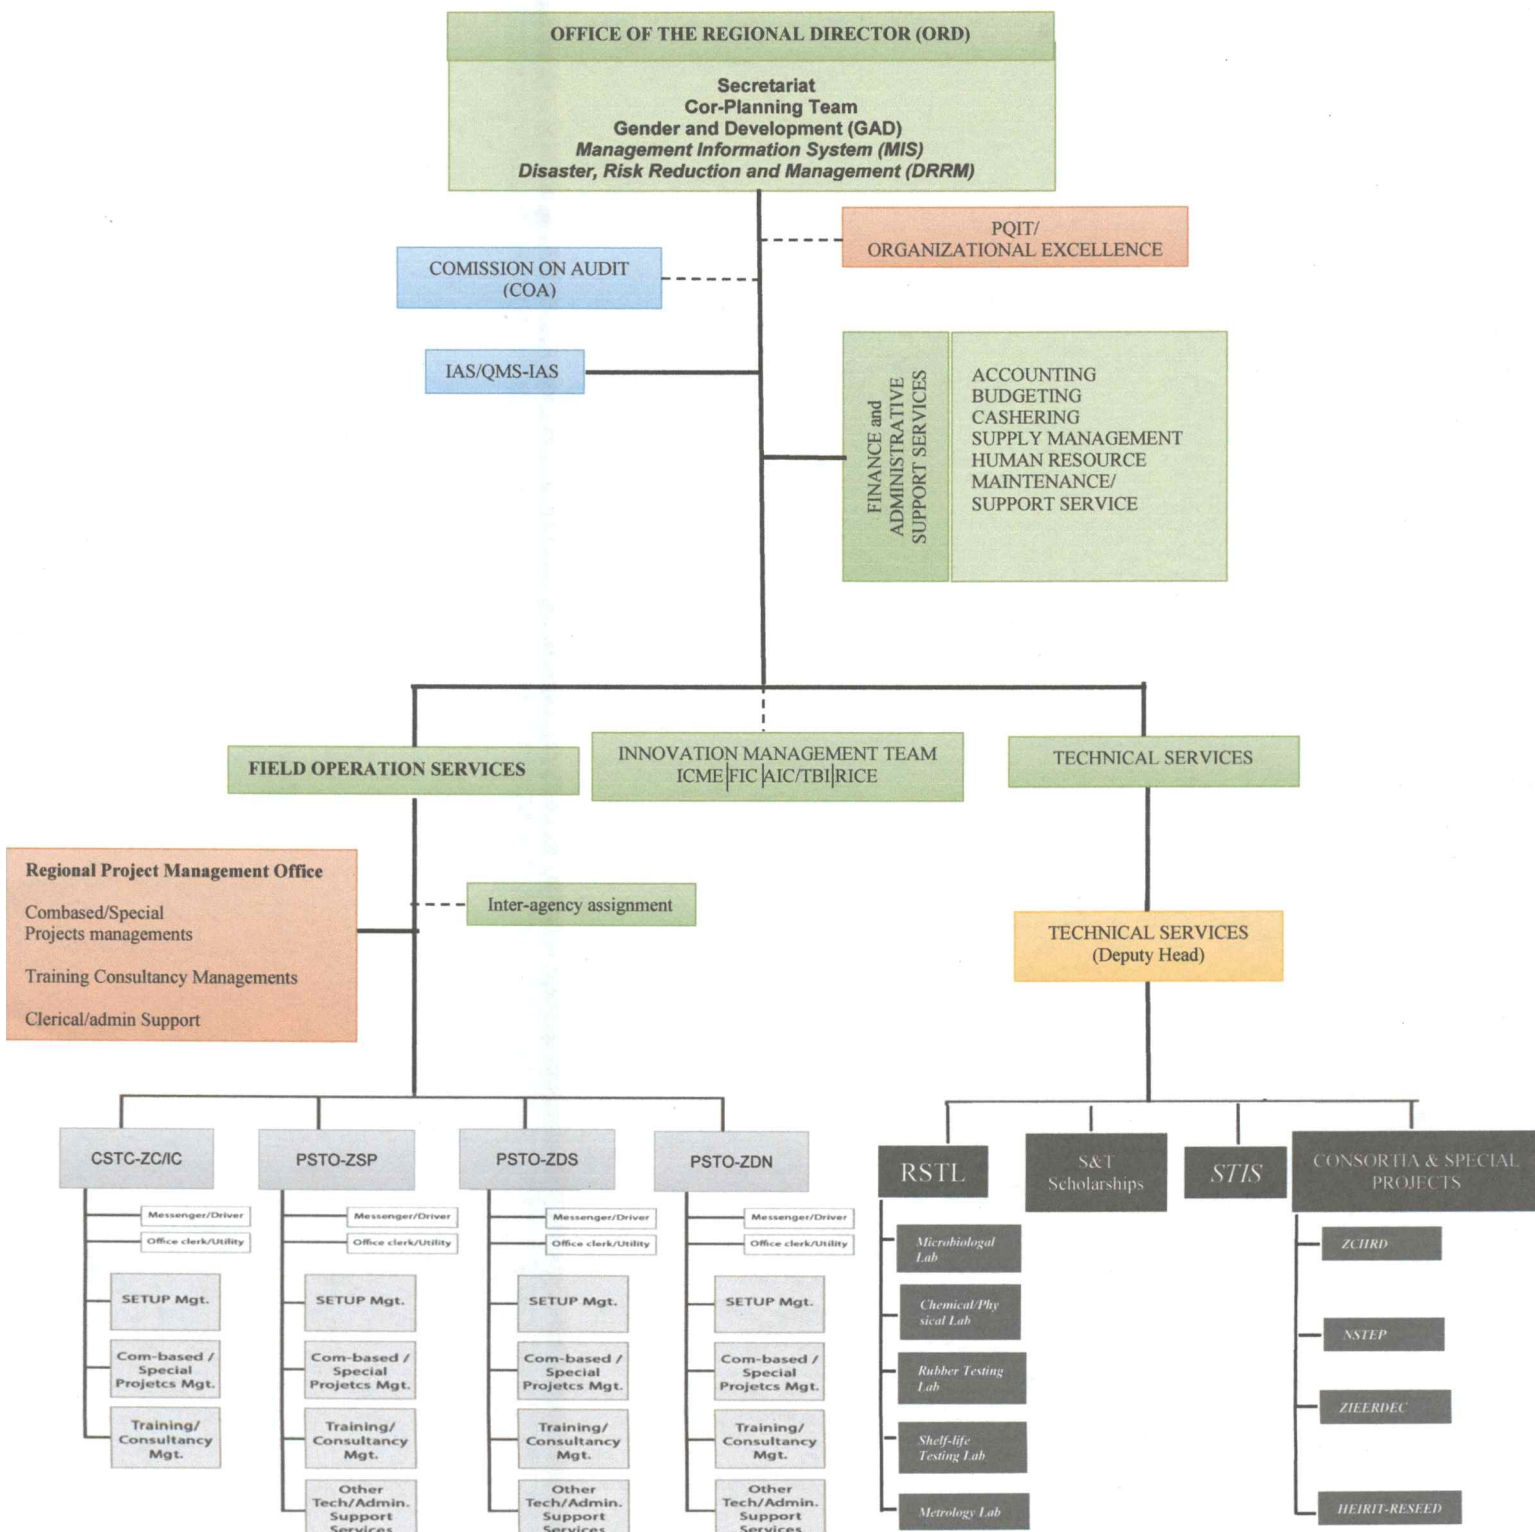 OFFICE OF THE REGIONAL DIRECTOR (ORD)
Secretariat
Cor-Planning Team
Gender and Development (GAD)
Management Information System (MIS)
Disaster, Risk Reduction and Management (DRRM)
PQIT/
ORGANIZATIONAL EXCELLENCE
COMISSION ON AUDIT
(COA)
IAS/QMS-IAS
FINANCE and
ADMINISTRATIVE
SUPPORT SERVICES
ACCOUNTING
BUDGETING
CASHERING
SUPPLY MANAGEMENT
HUMAN RESOURCE
MAINTENANCE/
SUPPORT SERVICE
FIELD OPERATION SERVICES
INNOVATION MANAGEMENT TEAM
ICME|FIC|AIC/TBI|RICE
TECHNICAL SERVICES
Regional Project Management Office
Combased/Special
Projects managements
Training Consultancy Managements
Clerical/admin Support
Inter-agency assignment
TECHNICAL SERVICES
(Deputy Head)
CSTC-ZC/IC
Messenger/Driver
Office clerk/Utility
SETUP Mgt.
Com-based /
Special
Projetcs Mgt.
Training/
Consultancy
Mgt.
PSTO-ZSP
Messenger/Driver
Office clerk/Utility
SETUP Mgt.
Com-based /
Special
Projetcs Mgt.
Training/
Consultancy
Mgt.
Other
Tech/Admin.
Support
Services
PSTO-ZDS
Messenger/Driver
Office clerk/Utility
SETUP Mgt.
Com-based /
Special
Projetcs Mgt.
Training/
Consultancy
Mgt.
Other
Tech/Admin.
Support
Services
PSTO-ZDN
Messenger/Driver
Office clerk/Utility
SETUP Mgt.
Com-based /
Special
Projetcs Mgt.
Training/
Consultancy
Mgt.
Other
Tech/Admin.
Support
Services
RSTL
Microbiologal
Lab
Chemical/Phy
sical Lab
Rubber Testing
Lab
Shelf-life
Testing Lab
Metrology Lab
S&T
Scholarships
STIS
CONSORTIA & SPECIAL
PROJECTS
ZCHRD
NSTEP
ZIEERDEC
HEIRIT-RESEED